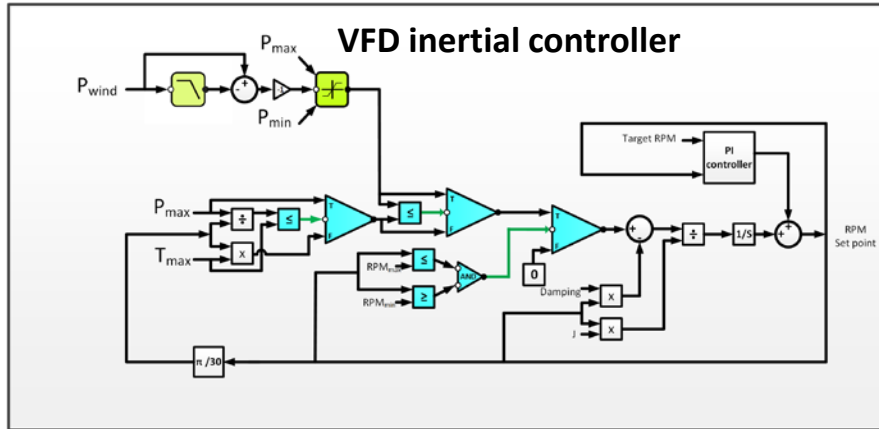 VFD inertial controller
Pmax
Pwind
- +
-1
Pmin
Target RPM
PI
controller
Pmax
÷
≤
T
F
x
Tmax
≤
T
F
T
F
0
RPMmax
≤
AND
RPMmin
≥
+
-
÷
1/S
+
+
RPM
Set point
Damping
x
J
x
π /30